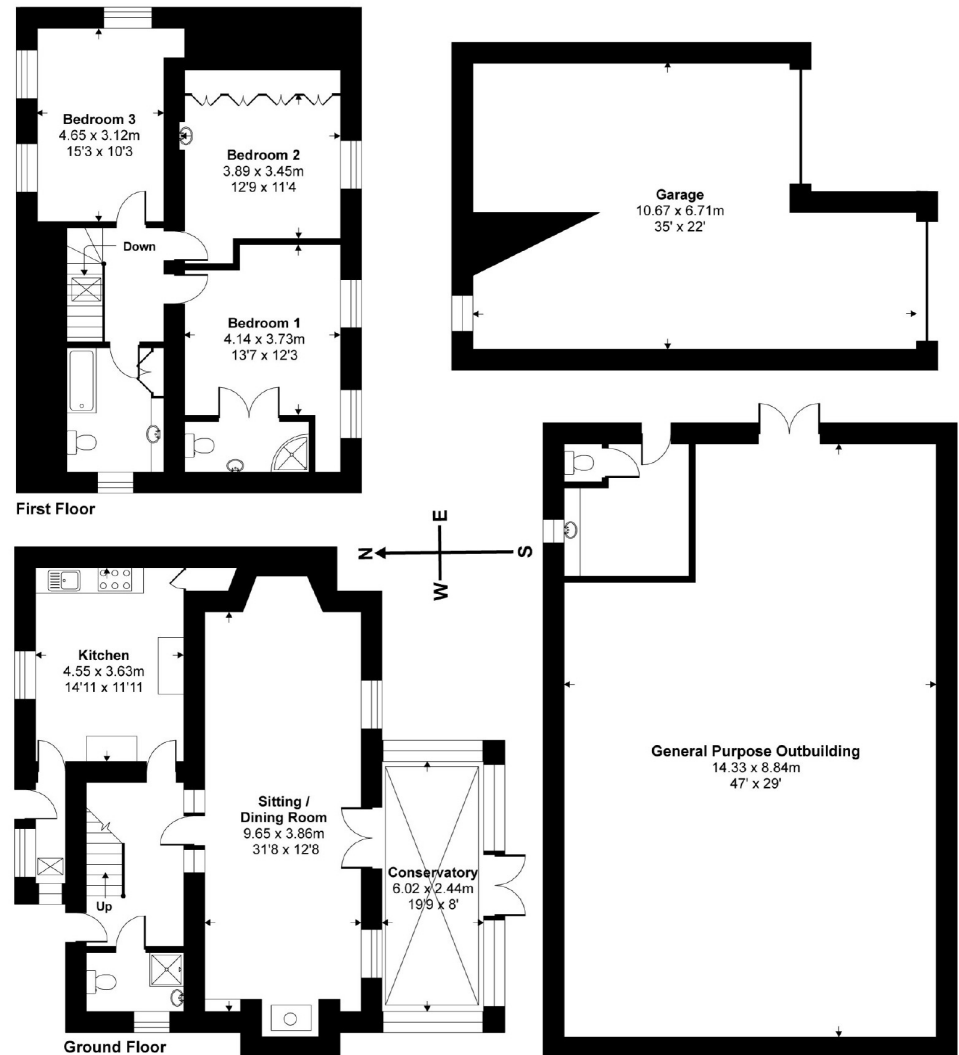 Bedroom 3
4.65 x 3.12m
15'3 x 10'3
Bedroom 2
3.89 x 3.45m
12'9 x 11'4
Down
Bedroom 1
4.14 x 3.73m
13'7 x 12'3
First Floor
Garage
10.67 x 6.71m
35' x 22'
E
N
S
W
Kitchen
4.55 x 3.63m
14'11 x 11'11
Sitting /
Dining Room
9.65 x 3.86m
31'8 x 12'8
Conservatory
6.02 x 2.44m
19'9 x 8'
Up
Ground Floor
General Purpose Outbuilding
14.33 x 8.84m
47' x 29'